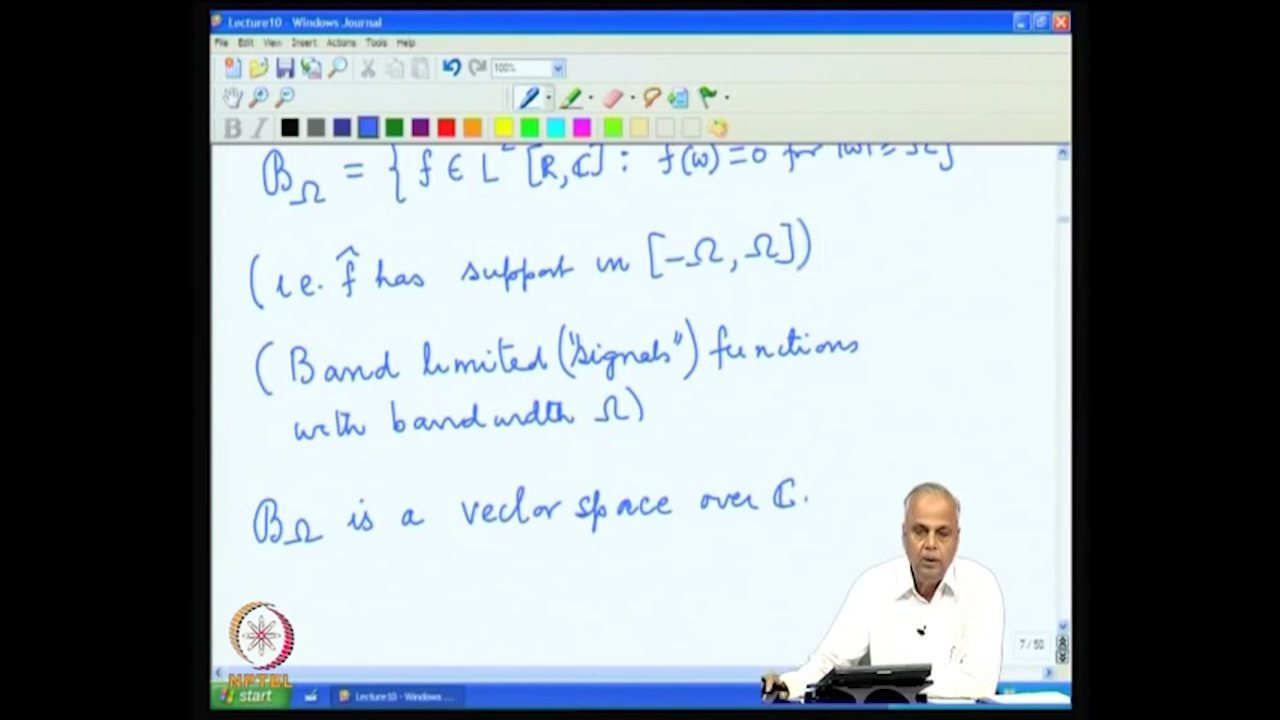 Lecture10 - Windows Journal
File Edit View Insert Actions Tools Help
100%
B I
𝓑_Ω = { f ∈ L² [ℝ, ℂ] : f(ω) = 0 for |ω| ≥ Ω }
(i.e. f̂ has support in [-Ω, Ω])
(Band limited ("signals") functions
with bandwidth Ω)
𝓑_Ω is a vector space over ℂ.
7 / 50
NPTEL
start Lecture10 - Windows ...